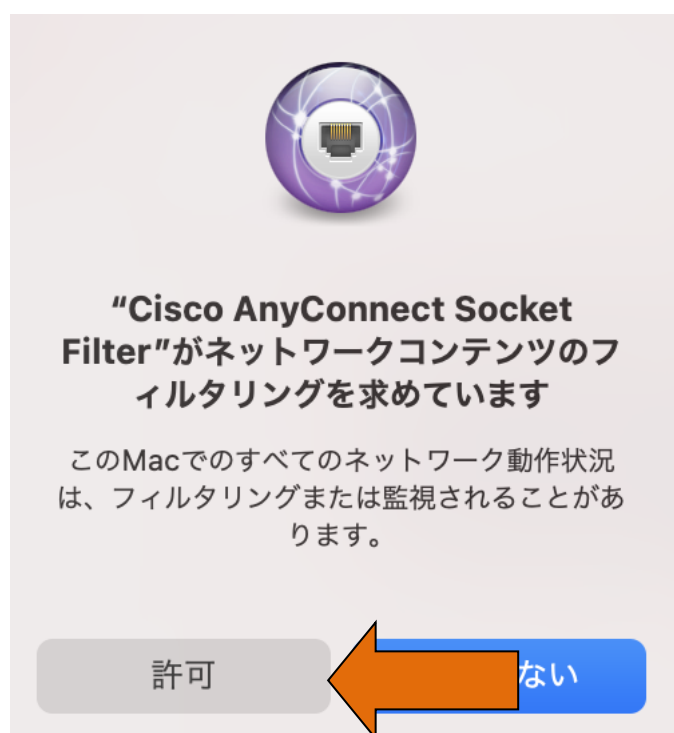 “Cisco AnyConnect Socket
Filter”がネットワークコンテンツのフ
ィルタリングを求めています
このMacでのすべてのネットワーク動作状況
は、フィルタリングまたは監視されることがあ
ります。
許可
ない